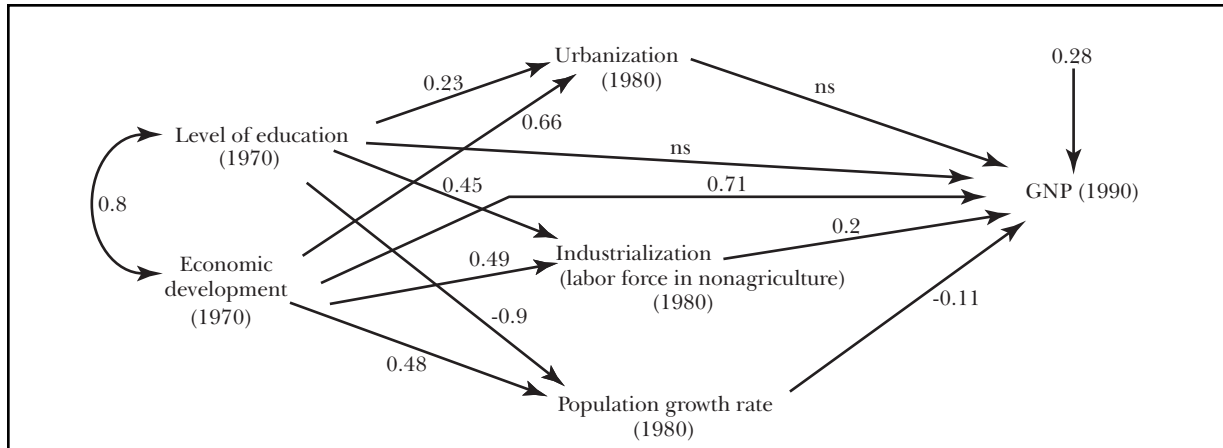 Urbanization
(1980)
0.28
0.23
ns
0.66
Level of education
(1970)
ns
0.45
0.71
GNP (1990)
0.8
0.2
Industrialization
(labor force in nonagriculture)
(1980)
Economic
development
(1970)
0.49
-0.9
-0.11
0.48
Population growth rate
(1980)